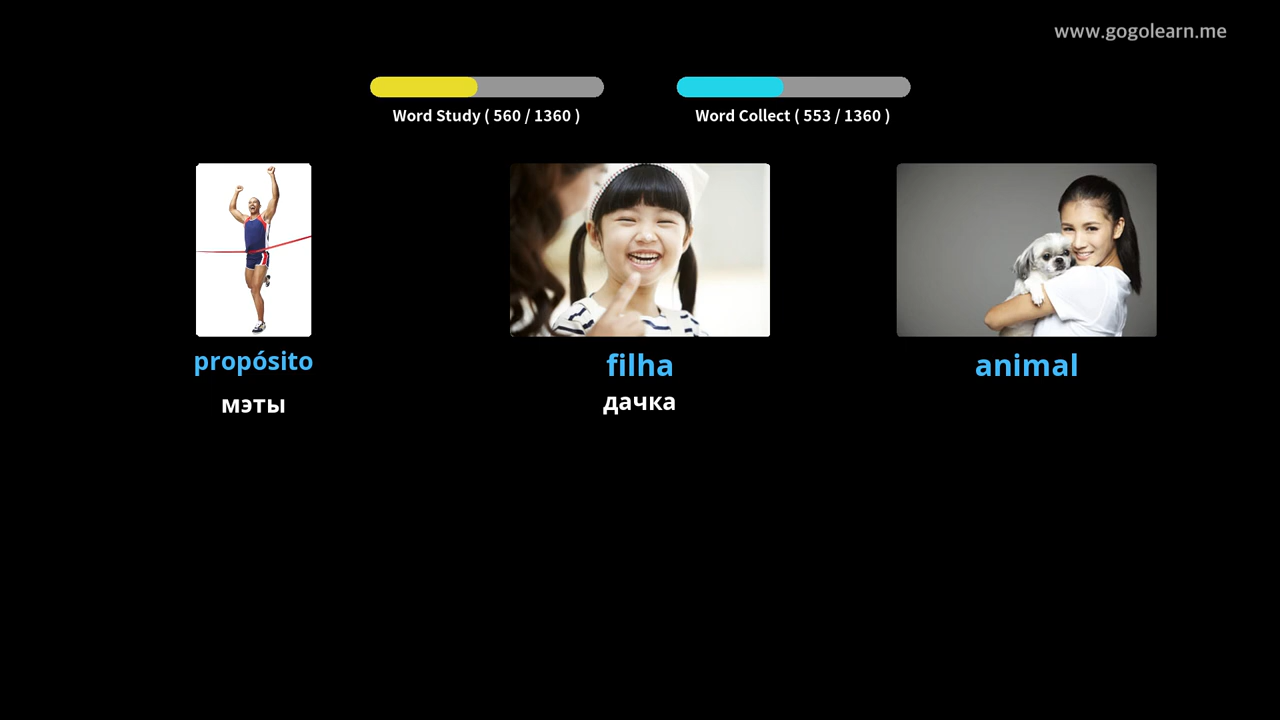 www.gogolearn.me
Word Study ( 560 / 1360 )
Word Collect ( 553 / 1360 )
propósito
filha
animal
мэты
дачка